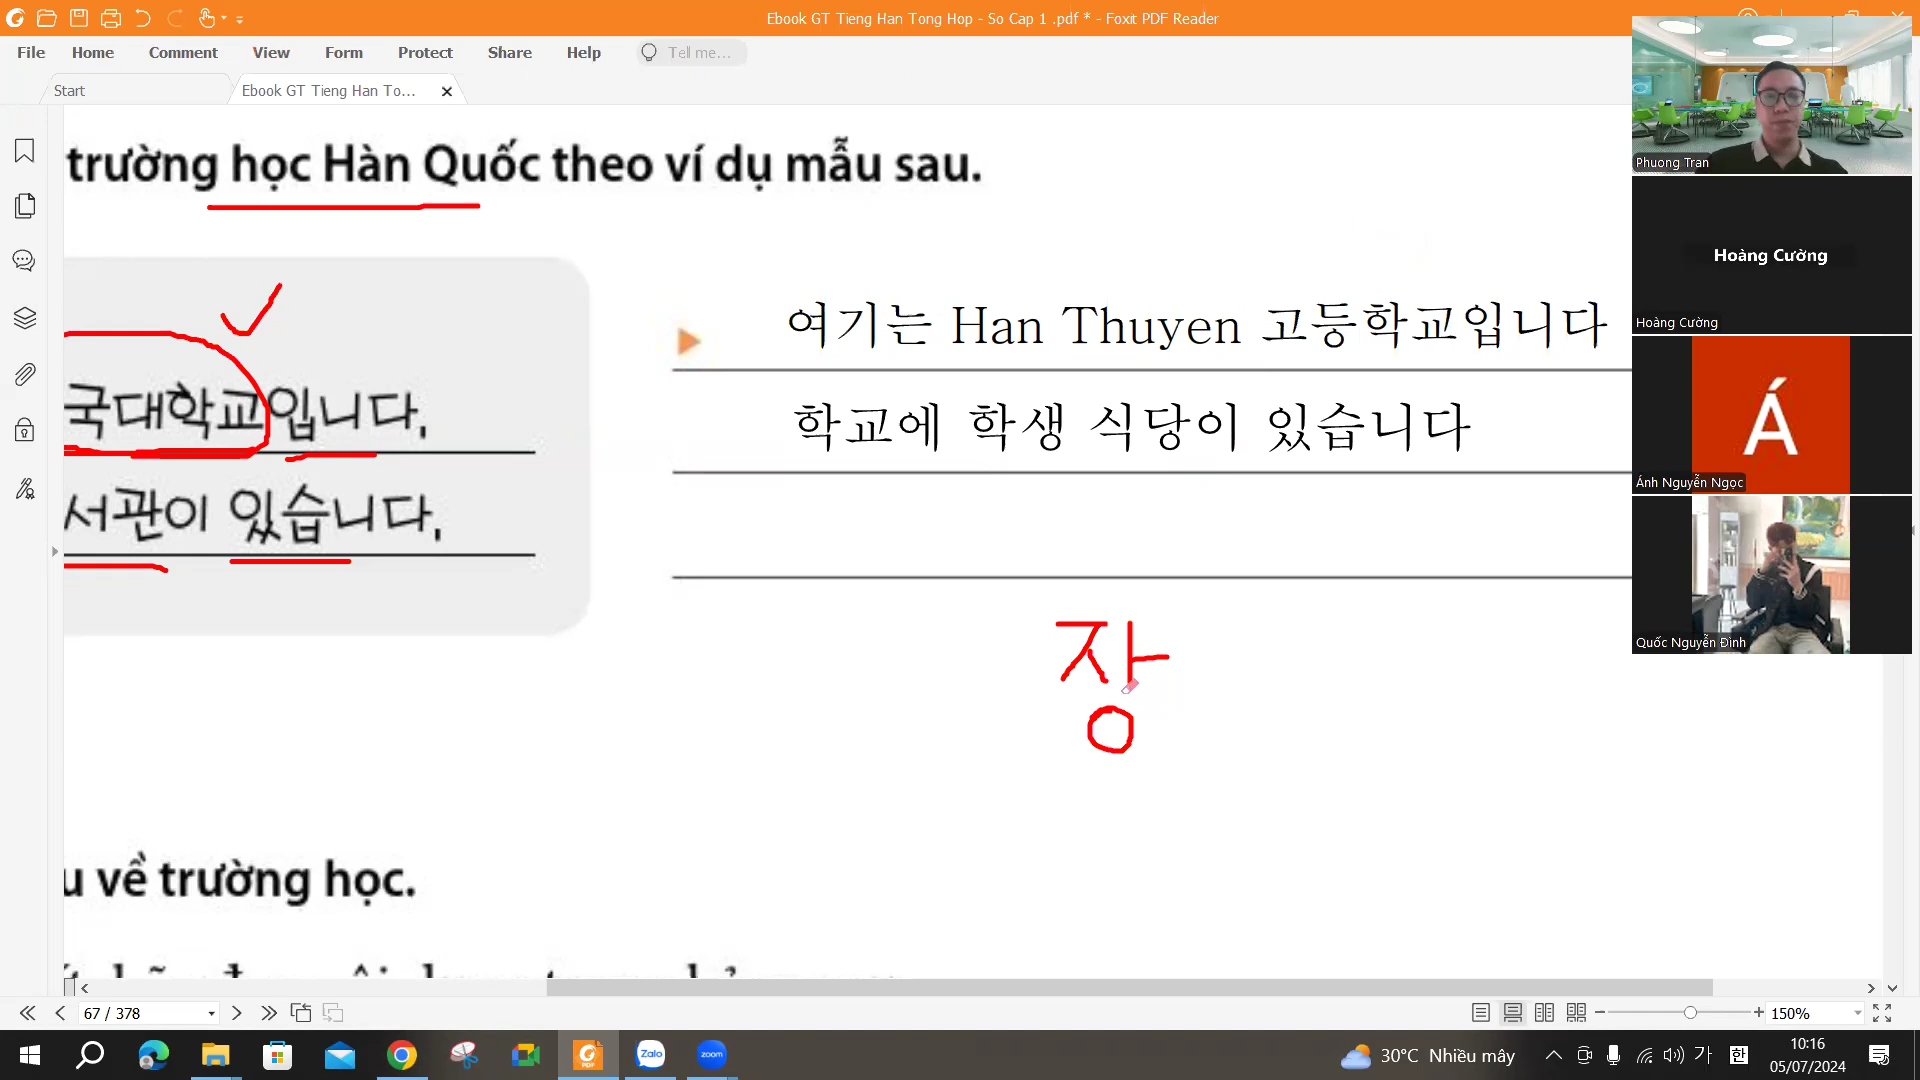 Ebook GT Tieng Han Tong Hop - So Cap 1 .pdf * - Foxit PDF Reader
File Home Comment View Form Protect Share Help Tell me...
Start Ebook GT Tieng Han To...
trường học Hàn Quốc theo ví dụ mẫu sau.
국대학교입니다.
서관이 있습니다.
여기는 Han Thuyen 고등학교입니다
학교에 학생 식당이 있습니다
장
về trường học.
Phuong Tran
Hoàng Cường
Hoàng Cường
Á
Ánh Nguyễn Ngọc
Quốc Nguyễn Đình
67 / 378
150%
PDF
Zalo
zoom
30°C Nhiều mây
가
한
10:16
05/07/2024